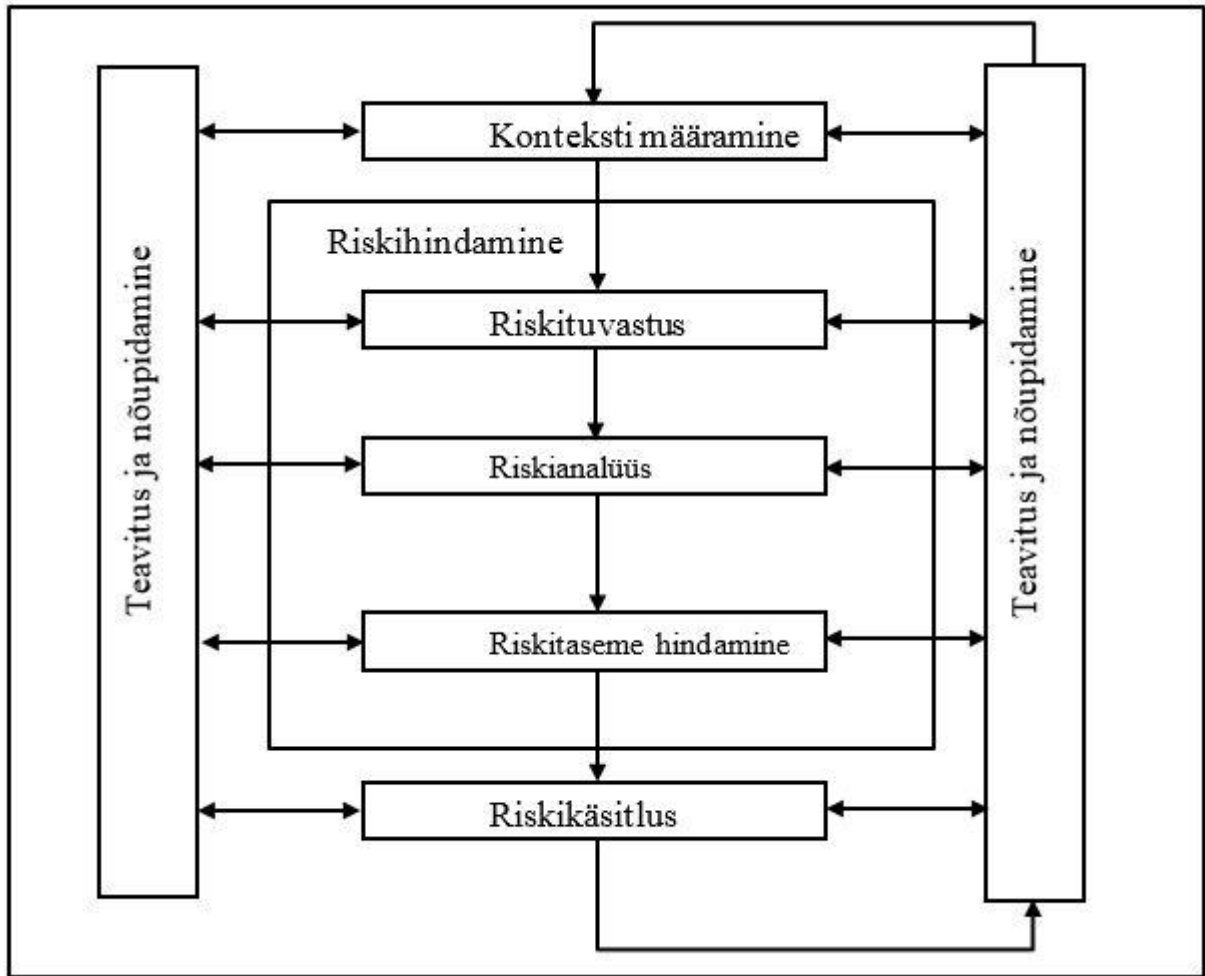 Teavitus ja nõupidamine
Konteksti määramine
Riskihindamine
Riskituvastus
Riskianalüüs
Riskitaseme hindamine
Riskikäsitlus
Teavitus ja nõupidamine